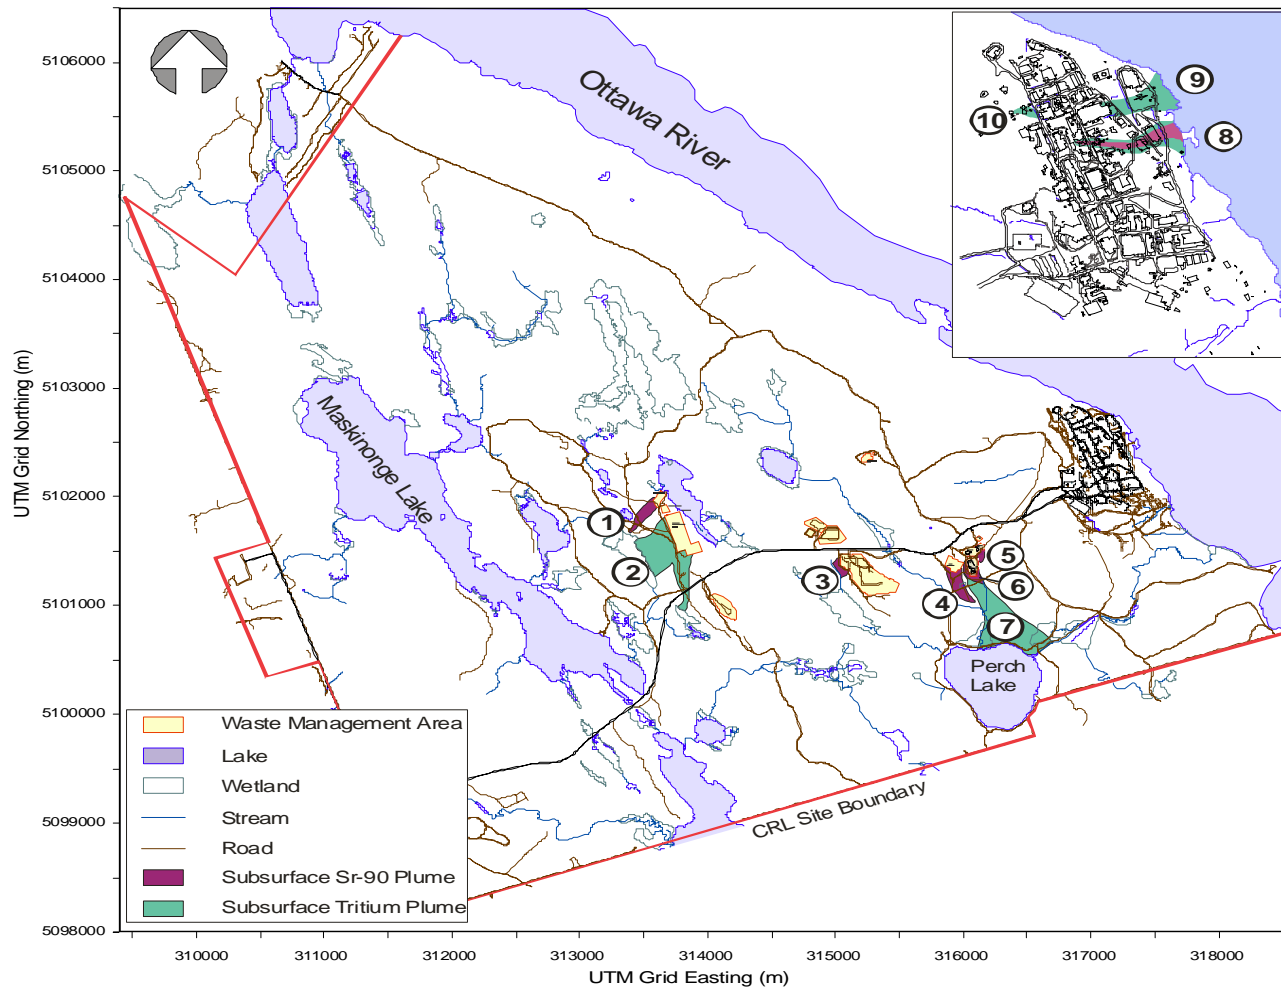 5106000
5105000
5104000
5103000
5102000
5101000
5100000
5099000
5098000
UTM Grid Northing (m)
310000
311000
312000
313000
314000
315000
316000
317000
318000
UTM Grid Easting (m)
Ottawa River
Maskinonge Lake
Perch
Lake
CRL Site Boundary
1
2
3
4
5
6
7
8
9
10
Waste Management Area
Lake
Wetland
Stream
Road
Subsurface Sr-90 Plume
Subsurface Tritium Plume